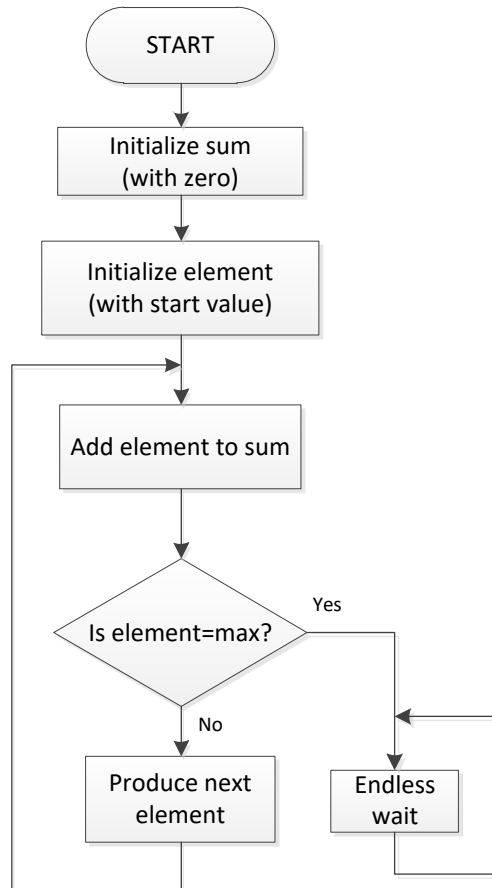 START
Initialize sum
(with zero)
Initialize element
(with start value)
Add element to sum
Is element=max?
Yes
No
Produce next
element
Endless
wait